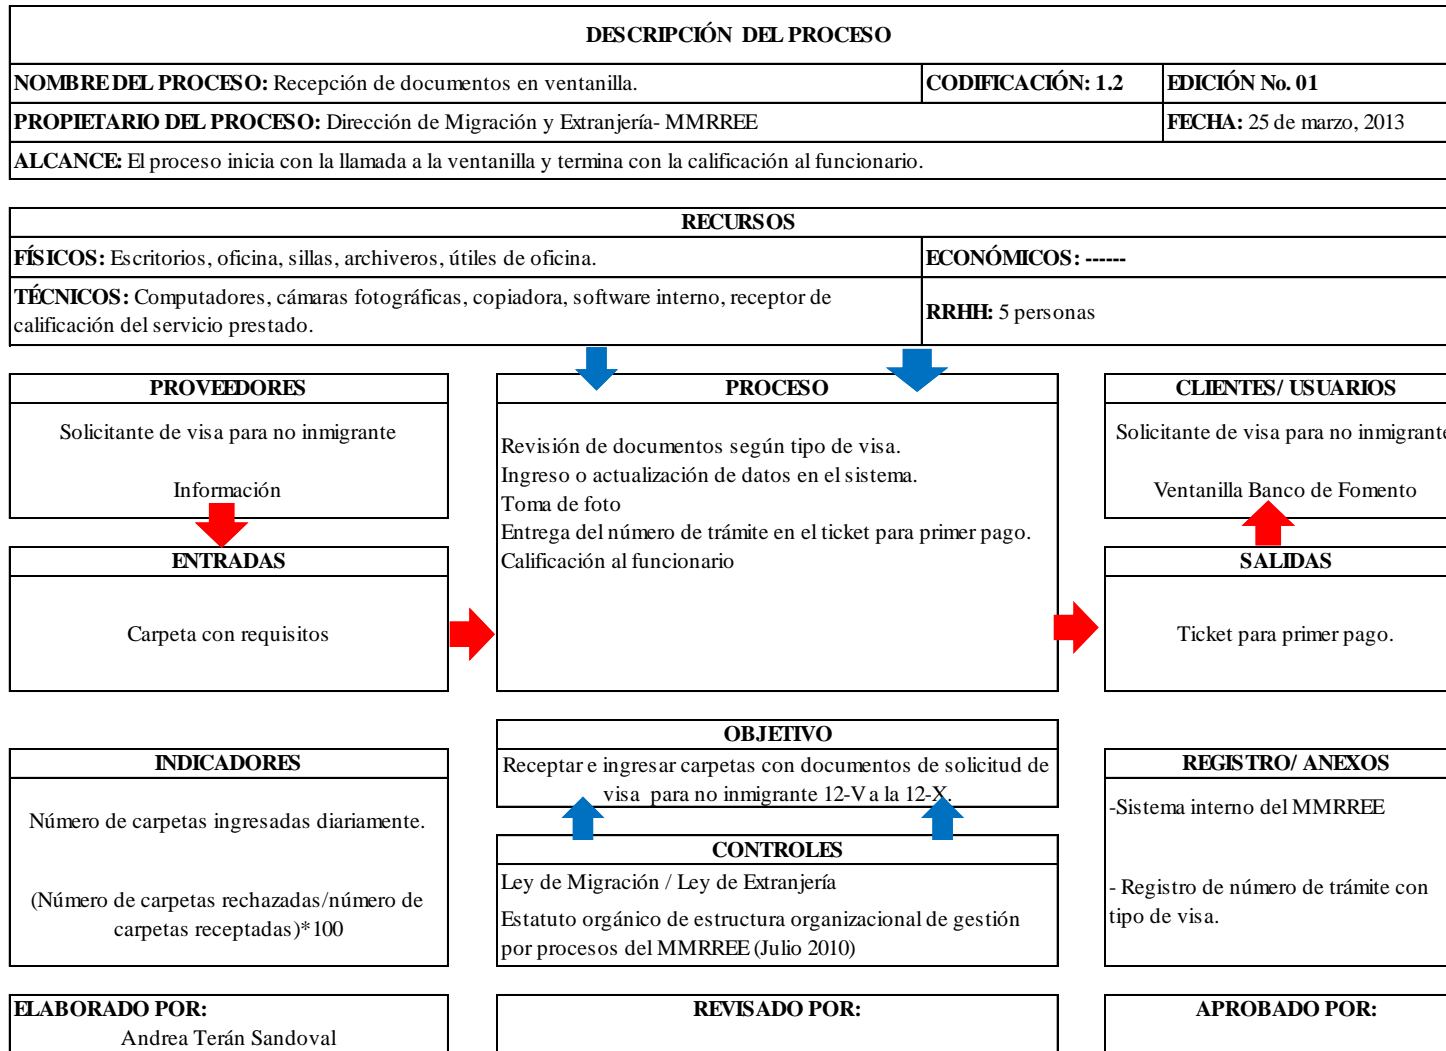 DESCRIPCIÓN DEL PROCESO
NOMBRE DEL PROCESO: Recepción de documentos en ventanilla.
CODIFICACIÓN: 1.2
EDICIÓN No. 01
PROPIETARIO DEL PROCESO: Dirección de Migración y Extranjería- MMRREE
FECHA: 25 de marzo, 2013
ALCANCE: El proceso inicia con la llamada a la ventanilla y termina con la calificación al funcionario.
RECURSOS
FÍSICOS: Escritorios, oficina, sillas, archiveros, útiles de oficina.
ECONÓMICOS: ------
TÉCNICOS: Computadores, cámaras fotográficas, copiadora, software interno, receptor de
calificación del servicio prestado.
RRHH: 5 personas
PROVEEDORES
Solicitante de visa para no inmigrante
Información
ENTRADAS
Carpeta con requisitos
PROCESO
Revisión de documentos según tipo de visa.
Ingreso o actualización de datos en el sistema.
Toma de foto
Entrega del número de trámite en el ticket para primer pago.
Calificación al funcionario
CLIENTES/ USUARIOS
Solicitante de visa para no inmigrante
Ventanilla Banco de Fomento
SALIDAS
Ticket para primer pago.
INDICADORES
Número de carpetas ingresadas diariamente.
(Número de carpetas rechazadas/número de
carpetas receptadas)*100
OBJETIVO
Receptar e ingresar carpetas con documentos de solicitud de
visa para no inmigrante 12-V a la 12-X.
CONTROLES
Ley de Migración / Ley de Extranjería
Estatuto orgánico de estructura organizacional de gestión
por procesos del MMRREE (Julio 2010)
REGISTRO/ ANEXOS
-Sistema interno del MMRREE
- Registro de número de trámite con
tipo de visa.
ELABORADO POR:
Andrea Terán Sandoval
REVISADO POR:
APROBADO POR: